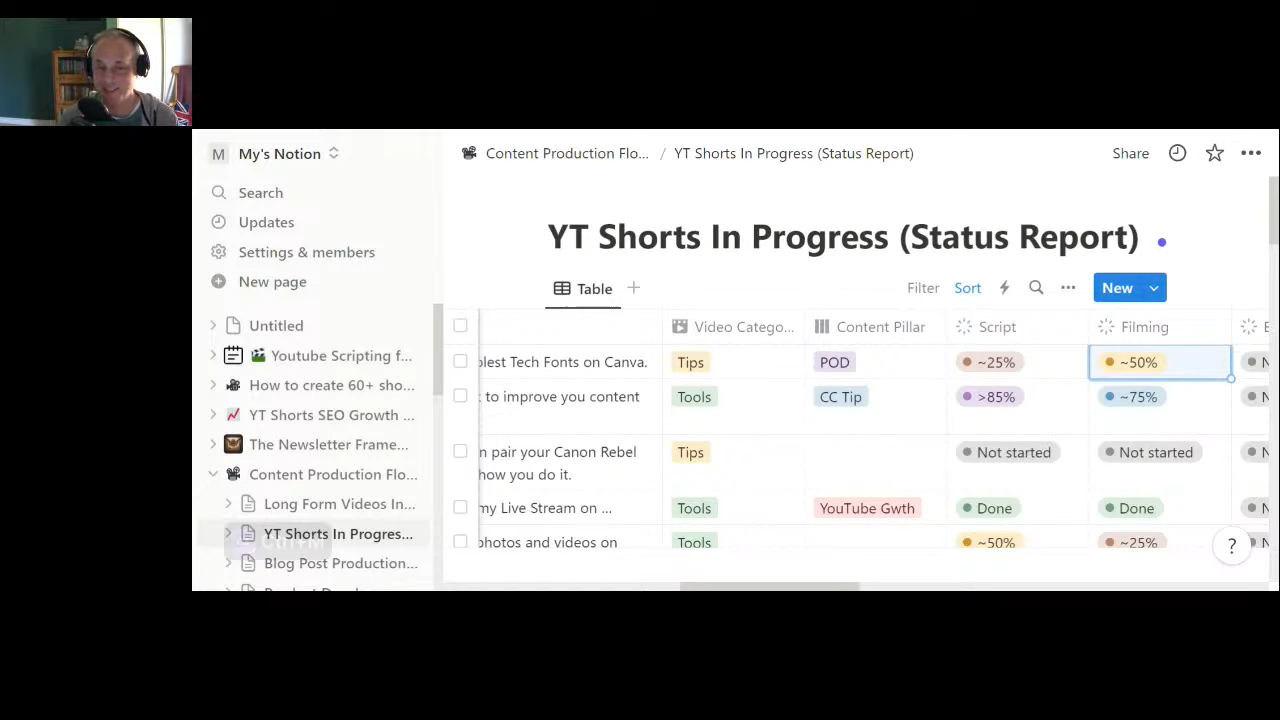 M My's Notion
Search
Updates
Settings & members
New page
Untitled
Youtube Scripting f...
How to create 60+ sho...
YT Shorts SEO Growth
The Newsletter Frame...
Content Production Flo...
Long Form Videos In...
YT Shorts In Progres...
Ctrl+M
Blog Post Production...
Content Production Flo... / YT Shorts In Progress (Status Report)
Share
YT Shorts In Progress (Status Report)
Table
Filter Sort New
Video Catego... Content Pillar Script Filming
plest Tech Fonts on Canva. Tips POD ~25% ~50%
to improve you content Tools CC Tip >85% ~75%
n pair your Canon Rebel Tips Not started Not started
how you do it.
my Live Stream on ... Tools YouTube Gwth Done Done
photos and videos on Tools ~50% ~25%
?